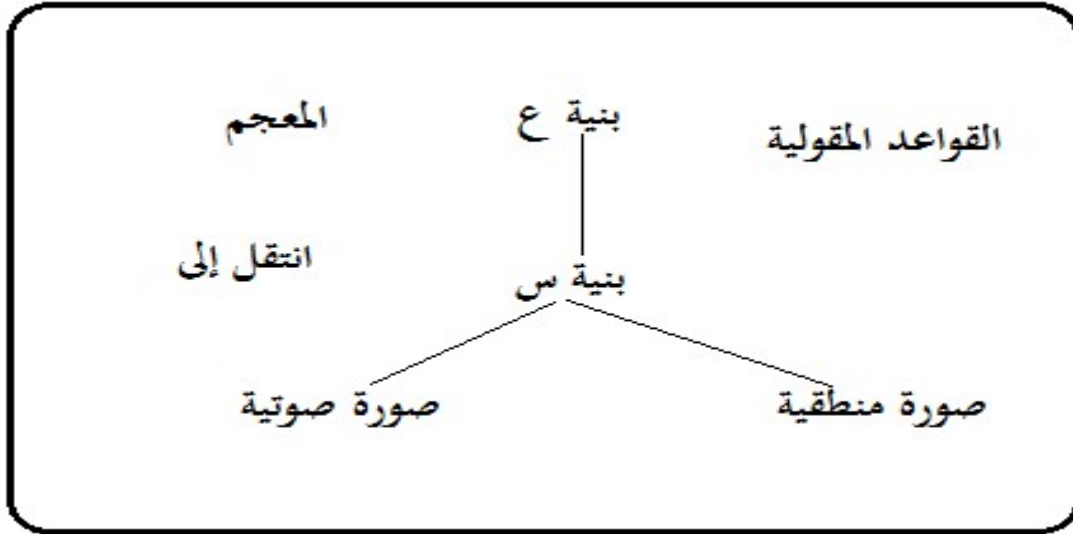 القواعد المقولية
بنية ع
المعجم
انتقل إلى
بنية س
صورة منطقية
صورة صوتية